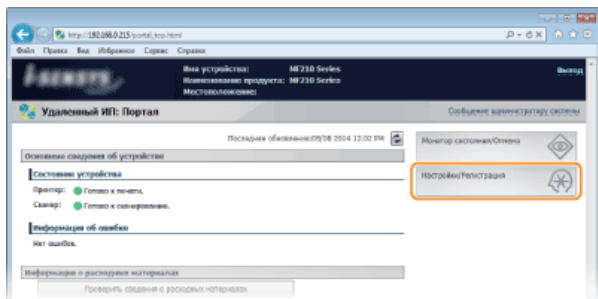 http://192.168.0.215/portal_top.html
Файл Правка Вид Избранное Сервис Справка
Имя устройства: MF210 Series
Наименование продукта: MF210 Series
Местоположение:
Выход
Удаленный ИП: Портал
Сообщение администратору системы
Последнее обновление:09/08 2014 12:02 PM
Монитор состояния/Отмена
Основные сведения об устройстве
Состояние устройства
Настройки/Регистрация
Принтер: Готово к печати.
Сканер: Готово к сканированию.
Информация об ошибке
Нет ошибок.
Информация о расходных материалах
Проверить сведения о расходных материалах